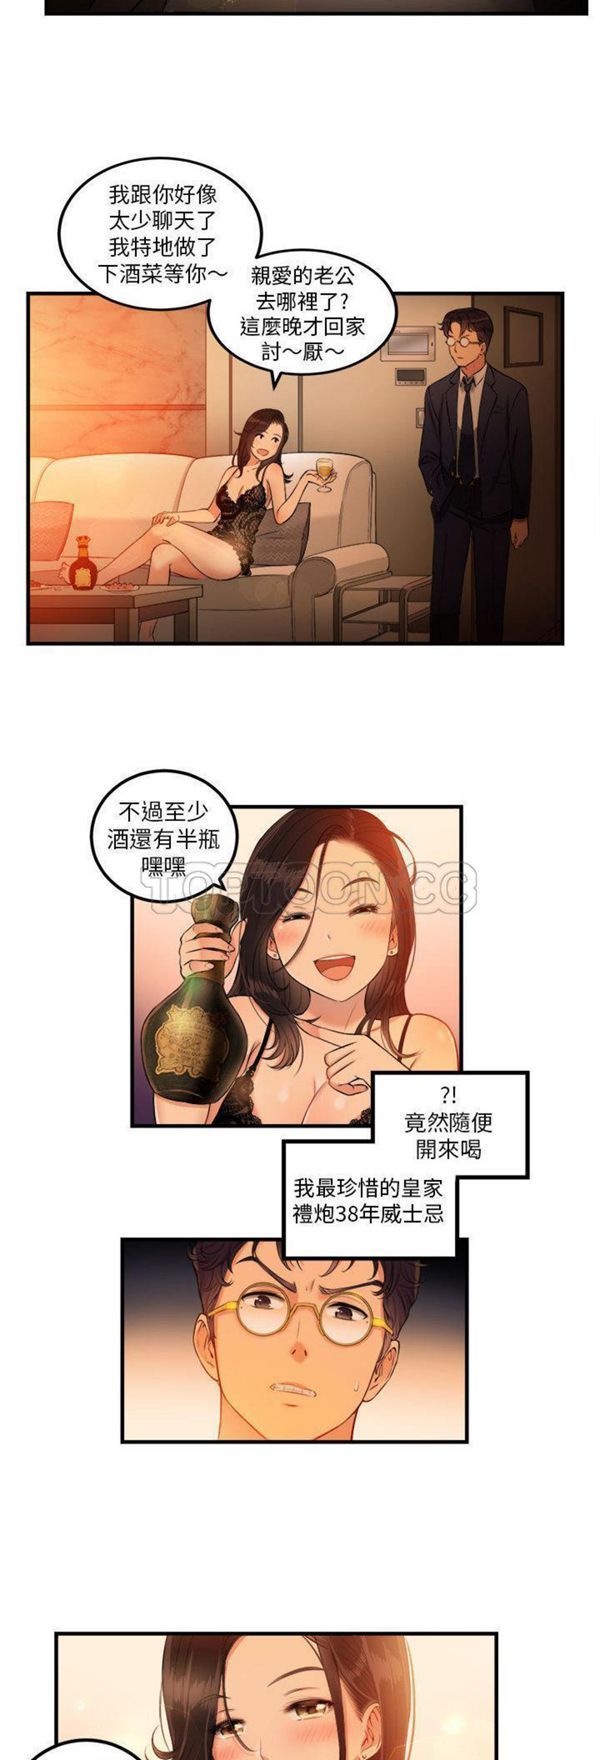 我跟你好像
太少聊天了
我特地做了
下酒菜等你～
親愛的老公
去哪裡了?
這麼晚才回家
討～厭～
不過至少
酒還有半瓶
嘿嘿
TOPTOON.CC
?!
竟然隨便
開來喝
我最珍惜的皇家
禮炮38年威士忌